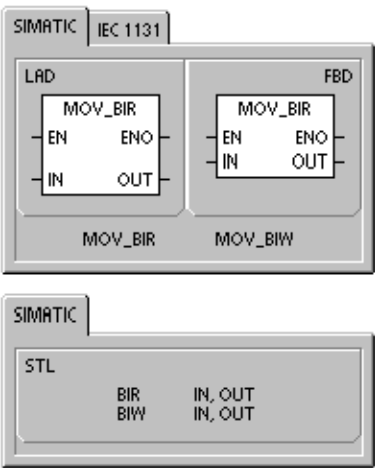 SIMATIC IEC 1131
LAD FBD
MOV_BIR MOV_BIR
EN ENO EN ENO
IN OUT IN OUT
MOV_BIR MOV_BIW
SIMATIC
STL
BIR IN, OUT
BIW IN, OUT